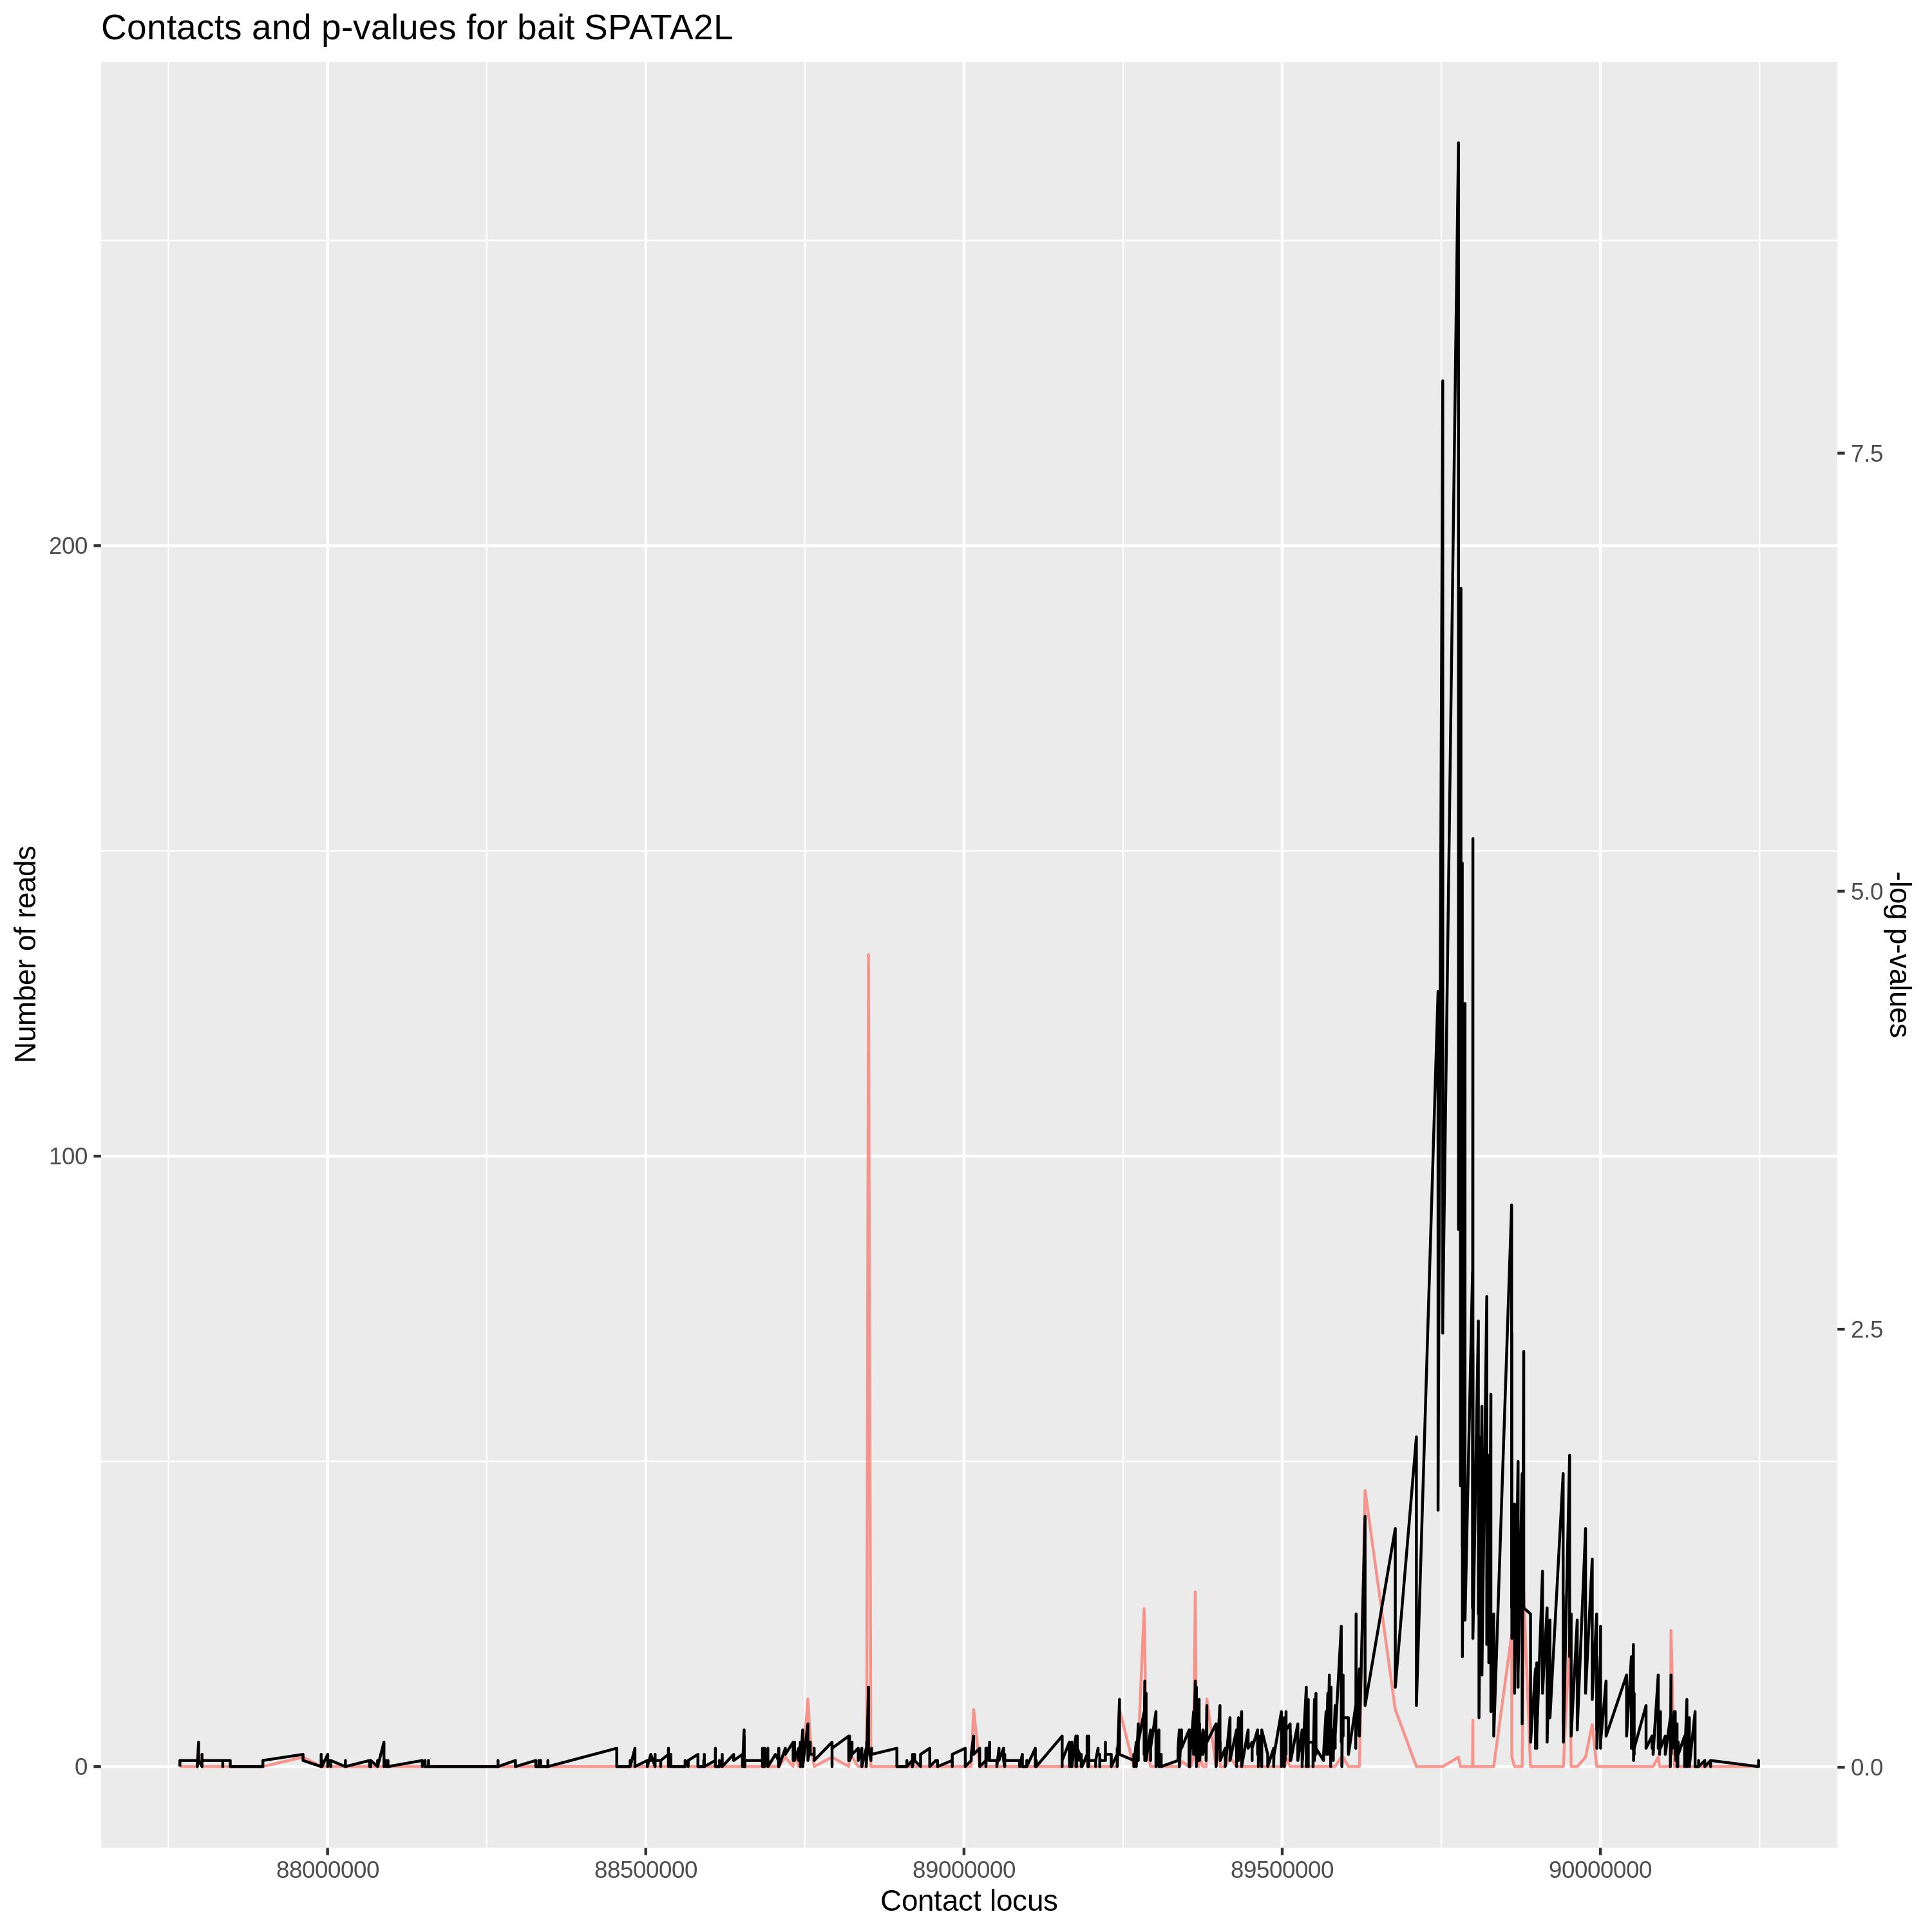 Contacts and p-values for bait SPATA2L
200
100
0
Number of reads
7.5
5.0
2.5
0.0
-log p-values
88000000 88500000 89000000 89500000 90000000
Contact locus